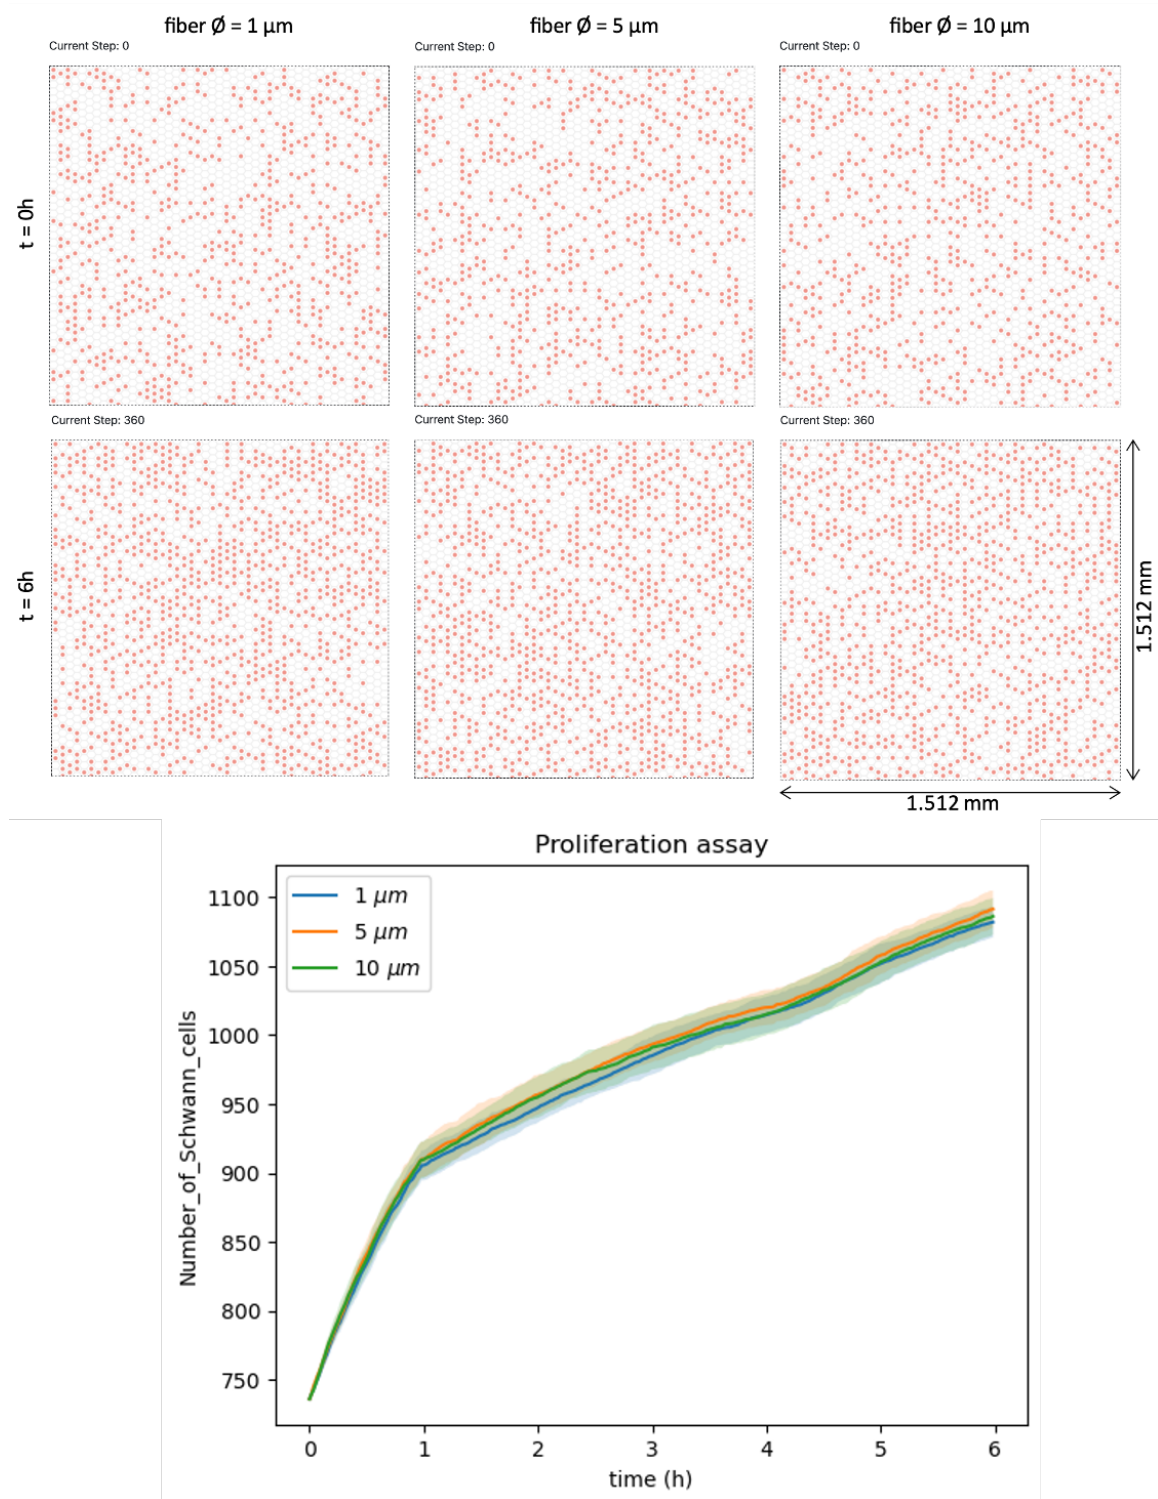 fiber Ø = 1 µm
fiber Ø = 5 µm
fiber Ø = 10 µm
Current Step: 0
Current Step: 0
Current Step: 0
t = 0h
Current Step: 360
Current Step: 360
Current Step: 360
t = 6h
1.512 mm
1.512 mm
Proliferation assay
1 µm
5 µm
10 µm
Number_of_Schwann_cells
1100
1050
1000
950
900
850
800
750
0 1 2 3 4 5 6
time (h)